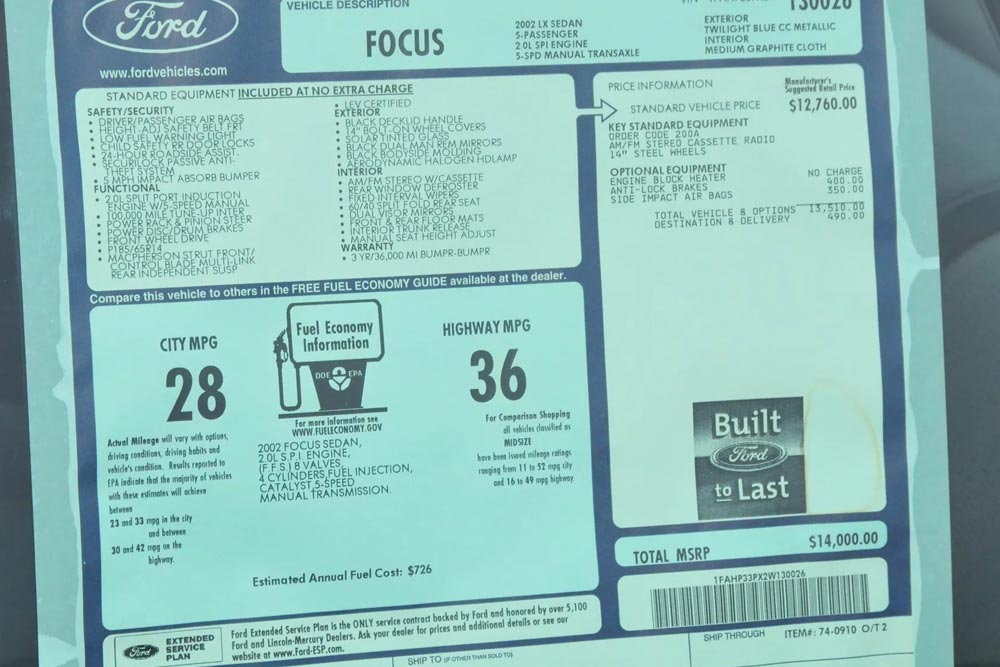 Ford
www.fordvehicles.com
VEHICLE DESCRIPTION
FOCUS
2002 LX SEDAN
5-PASSENGER
2.0L SPI ENGINE
5-SPD MANUAL TRANSAXLE
130026
EXTERIOR
TWILIGHT BLUE CC METALLIC
INTERIOR
MEDIUM GRAPHITE CLOTH
STANDARD EQUIPMENT INCLUDED AT NO EXTRA CHARGE
SAFETY/SECURITY
• DRIVER/PASSENGER AIR BAGS
• HEIGHT-ADJ SAFETY BELT FRT
• LOW FUEL WARNING LIGHT
• CHILD SAFETY RR DOOR LOCKS
• 24-HOUR ROADSIDE ASSIST
• SECURILOCK PASSIVE ANTI-
THEFT SYSTEM
• 5 MPH IMPACT ABSORB BUMPER
FUNCTIONAL
• 2.0L SPLIT PORT INDUCTION
ENGINE W/5-SPEED MANUAL
• 100,000 MILE TUNE-UP INTER
• POWER RACK & PINION STEER
• POWER DISC/DRUM BRAKES
• FRONT WHEEL DRIVE
• P185/65R14
• MACPHERSON STRUT FRONT/
CONTROL BLADE MULTI-LINK
REAR INDEPENDENT SUSP
• LEV CERTIFIED
EXTERIOR
• BLACK DECKLID HANDLE
• 14" BOLT-ON WHEEL COVERS
• SOLAR TINTED GLASS
• BLACK DUAL MAN REM MIRRORS
• BLACK BODYSIDE MOLDING
• AERODYNAMIC HALOGEN HDLAMP
INTERIOR
• AM/FM STEREO W/CASSETTE
• REAR WINDOW DEFROSTER
• FIXED INTERVAL WIPERS
• 60/40 SPLIT FOLD REAR SEAT
• DUAL VISOR MIRRORS
• FRONT & REAR FLOOR MATS
• INTERIOR TRUNK RELEASE
• MANUAL SEAT HEIGHT ADJUST
WARRANTY
• 3 YR/36,000 MI BUMPR-BUMPR
PRICE INFORMATION
Manufacturer's
Suggested Retail Price
STANDARD VEHICLE PRICE $12,760.00
KEY STANDARD EQUIPMENT
ORDER CODE 200A
AM/FM STEREO CASSETTE RADIO
14" STEEL WHEELS
OPTIONAL EQUIPMENT
ENGINE BLOCK HEATER NO CHARGE
ANTI-LOCK BRAKES 400.00
SIDE IMPACT AIR BAGS 350.00
TOTAL VEHICLE & OPTIONS 13,510.00
DESTINATION & DELIVERY 490.00
Compare this vehicle to others in the FREE FUEL ECONOMY GUIDE available at the dealer.
CITY MPG
28
Fuel Economy
Information
DOE EPA
For more information see
WWW.FUELECONOMY.GOV
HIGHWAY MPG
36
Actual Mileage will vary with options,
driving conditions, driving habits and
vehicle's condition. Results reported to
EPA indicate that the majority of vehicles
with these estimates will achieve
between
23 and 33 mpg in the city
and between
30 and 42 mpg on the
highway.
2002 FOCUS SEDAN,
2.0L S.P.I. ENGINE,
(F.F.S.) 8 VALVES,
4 CYLINDERS,FUEL INJECTION,
CATALYST,5-SPEED
MANUAL TRANSMISSION.
For Comparison Shopping
all vehicles classified as
MIDSIZE
have been issued mileage ratings
ranging from 11 to 52 mpg city
and 16 to 49 mpg highway.
Estimated Annual Fuel Cost: $726
Built
Ford
to Last
TOTAL MSRP $14,000.00
1FAHP33PX2W130026
Ford
EXTENDED
SERVICE
PLAN
Ford Extended Service Plan is the ONLY service contract backed by Ford and honored by over 5,100
Ford and Lincoln-Mercury Dealers. Ask your dealer for prices and additional details or see our
website at www.Ford-ESP.com.
SHIP TO (IF OTHER THAN SOLD TO)
SHIP THROUGH
ITEM#: 74-0910 O/T 2